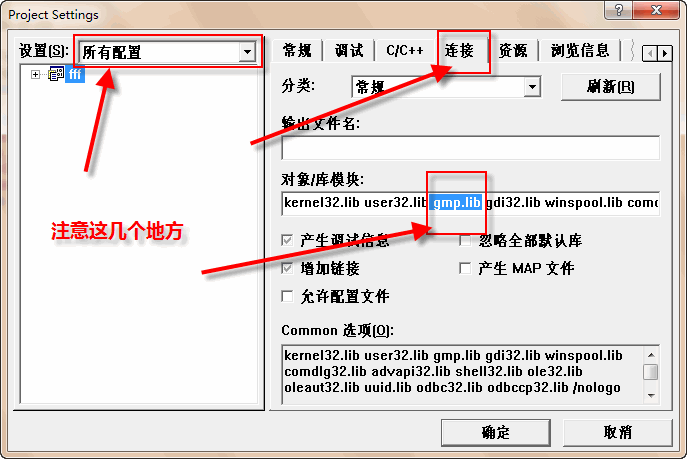 Project Settings
设置(S):
所有配置
fff
注意这几个地方
常规 调试 C/C++ 连接 资源 浏览信息
分类:
常规
刷新(R)
输出文件名:
对象/库模块:
kernel32.lib user32.lib gmp.lib gdi32.lib winspool.lib comd
产生调试信息
忽略全部默认库
增加链接
产生 MAP 文件
允许配置文件
Common 选项(O):
kernel32.lib user32.lib gmp.lib gdi32.lib winspool.lib
comdlg32.lib advapi32.lib shell32.lib ole32.lib
oleaut32.lib uuid.lib odbc32.lib odbccp32.lib /nologo
确定
取消